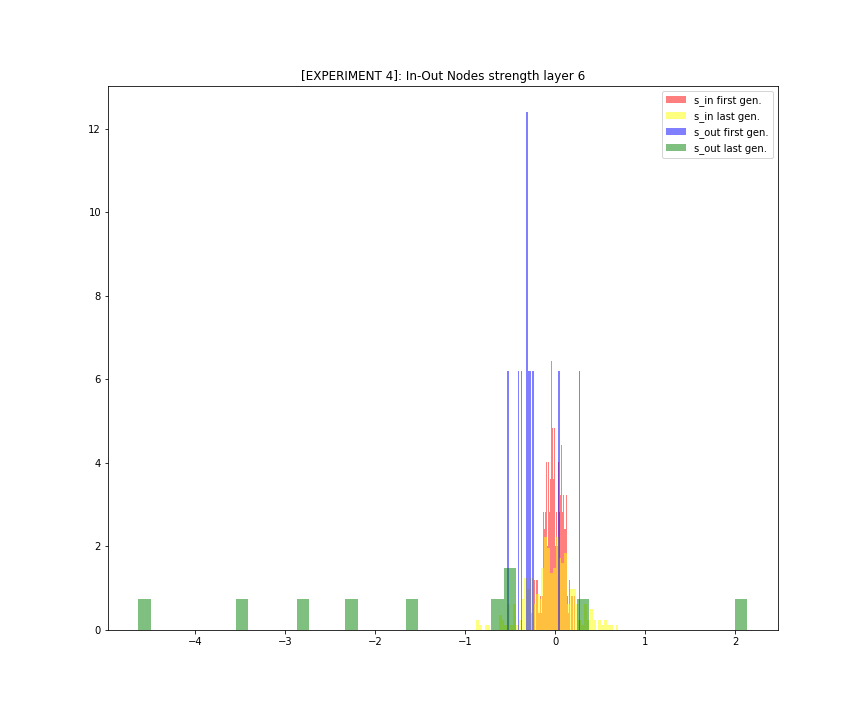 [EXPERIMENT 4]: In-Out Nodes strength layer 6
s_in first gen.
s_in last gen.
s_out first gen.
s_out last gen.
12
10
8
6
4
2
0
−4 −3 −2 −1 0 1 2